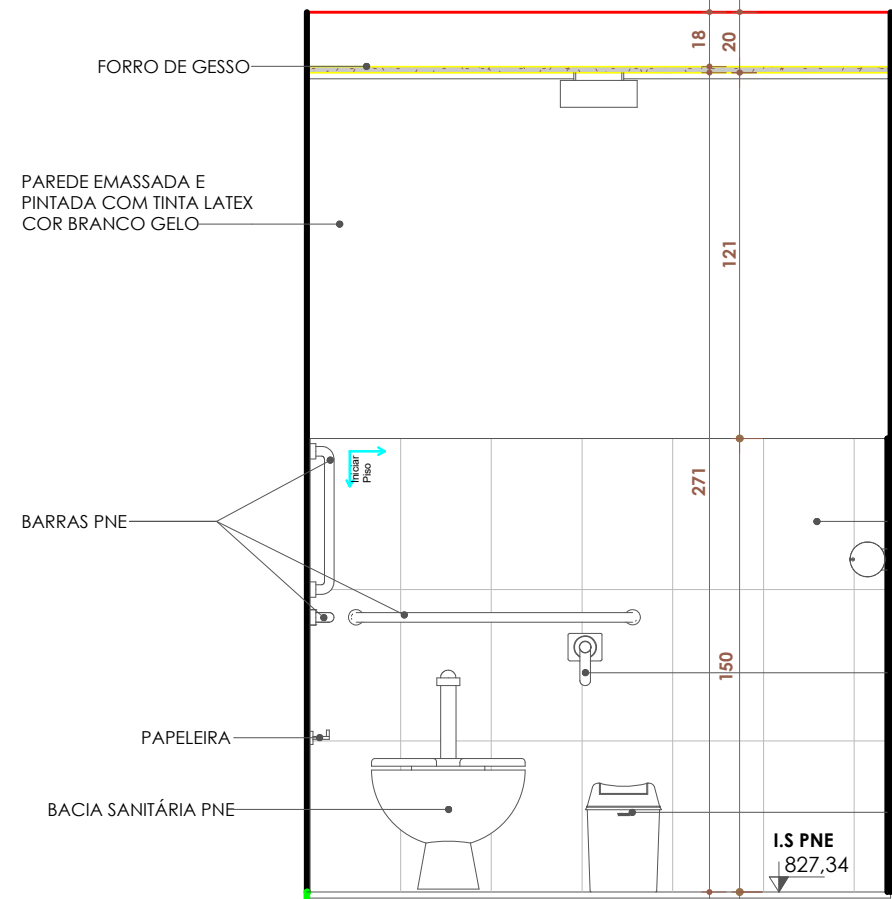 18
20
FORRO DE GESSO
PAREDE EMASSADA E
PINTADA COM TINTA LATEX
COR BRANCO GELO
121
Iniciar
Piso
271
BARRAS PNE
150
PAPELEIRA
BACIA SANITÁRIA PNE
I.S PNE
827,34